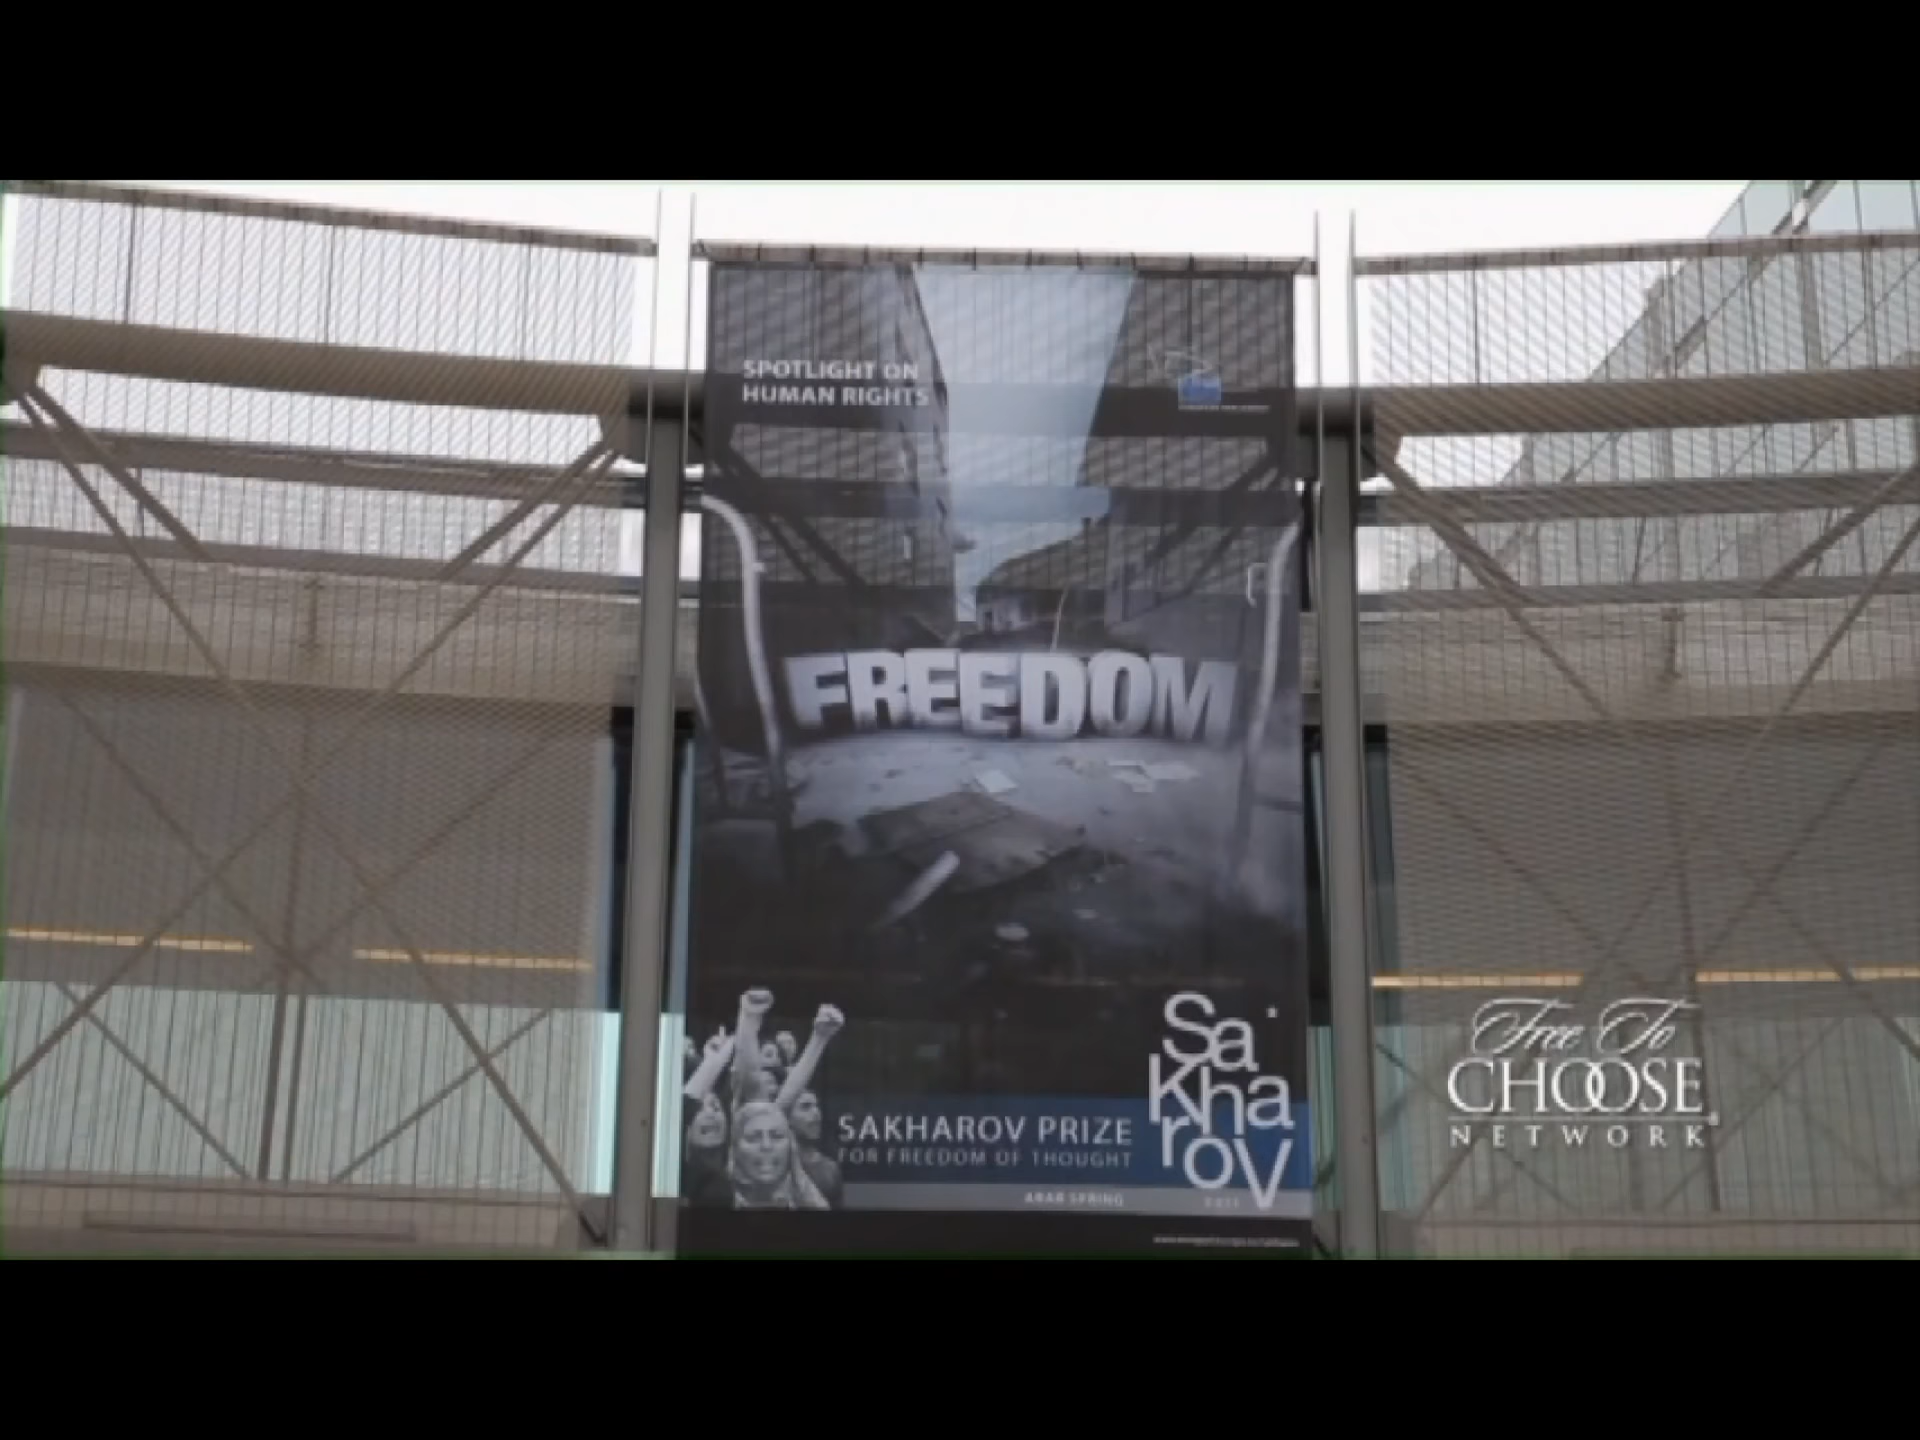 SPOTLIGHT ON
HUMAN RIGHTS
FREEDOM
SAKHAROV PRIZE
FOR FREEDOM OF THOUGHT
ARAB SPRING
Sa
Kha
rov
Free To
CHOOSE
NETWORK